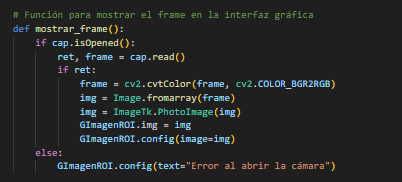 # Función para mostrar el frame en la interfaz gráfica
def mostrar_frame():
    if cap.isOpened():
        ret, frame = cap.read()
        if ret:
            frame = cv2.cvtColor(frame, cv2.COLOR_BGR2RGB)
            img = Image.fromarray(frame)
            img = ImageTk.PhotoImage(img)
            GImagenROI.img = img
            GImagenROI.config(image=img)
    else:
        GImagenROI.config(text="Error al abrir la cámara")